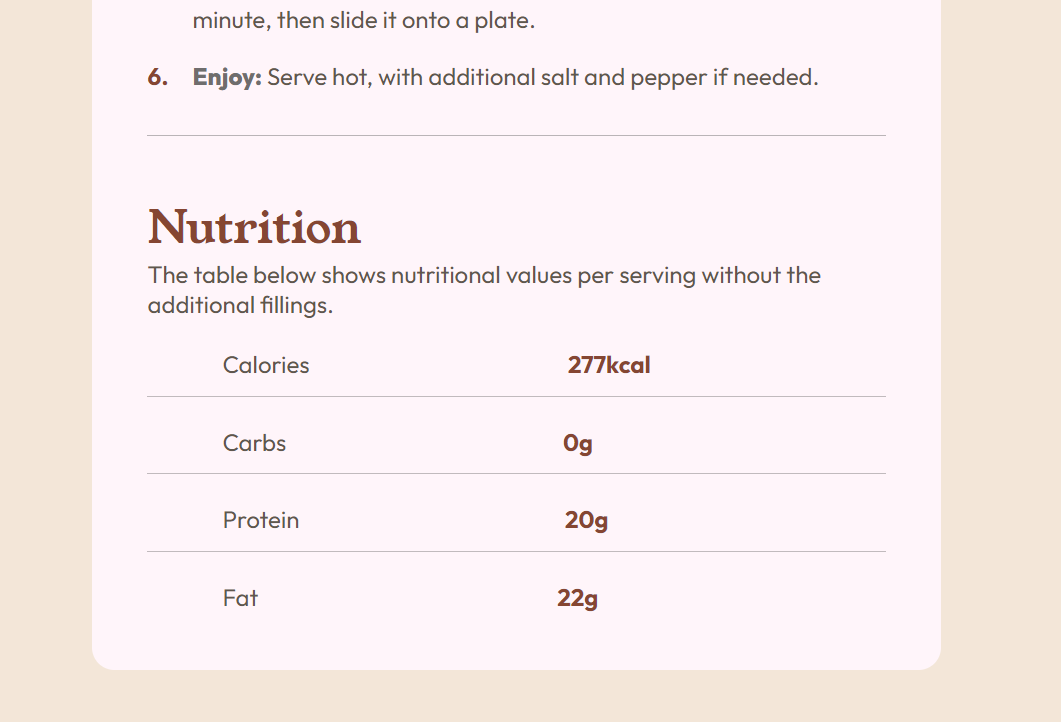 minute, then slide it onto a plate.
6. Enjoy: Serve hot, with additional salt and pepper if needed.
Nutrition
The table below shows nutritional values per serving without the
additional fillings.
Calories 277kcal
Carbs 0g
Protein 20g
Fat 22g